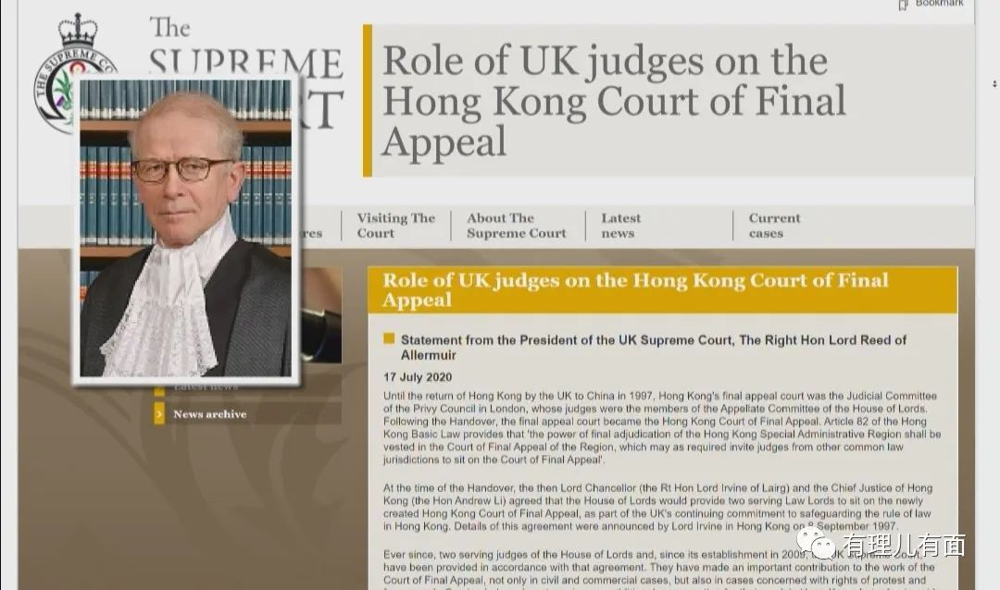 Bookmark
The
SUPREME
RT
THE SUPREME CO
Role of UK judges on the
Hong Kong Court of Final
Appeal
res
Visiting The
Court
About The
Supreme Court
Latest
news
Current
cases
Latest news
News archive
Role of UK judges on the Hong Kong Court of Final
Appeal
Statement from the President of the UK Supreme Court, The Right Hon Lord Reed of
Allermuir
17 July 2020
Until the return of Hong Kong by the UK to China in 1997, Hong Kong's final appeal court was the Judicial Committee
of the Privy Council in London, whose judges were the members of the Appellate Committee of the House of Lords.
Following the Handover, the final appeal court became the Hong Kong Court of Final Appeal. Article 82 of the Hong
Kong Basic Law provides that 'the power of final adjudication of the Hong Kong Special Administrative Region shall be
vested in the Court of Final Appeal of the Region, which may as required invite judges from other common law
jurisdictions to sit on the Court of Final Appeal'.
At the time of the Handover, the then Lord Chancellor (the Rt Hon Lord Irvine of Lairg) and the Chief Justice of Hong
Kong (the Hon Andrew Li) agreed that the House of Lords would provide two serving Law Lords to sit on the newly
created Hong Kong Court of Final Appeal, as part of the UK's continuing commitment to safeguarding the rule of law
in Hong Kong. Details of this agreement were announced by Lord Irvine in Hong Kong on 8 September 1997.
Ever since, two serving judges of the House of Lords and, since its establishment in 2009, UK Supreme Court,
have been provided in accordance with that agreement. They have made an important contribution to the work of the
Court of Final Appeal, not only in civil and commercial cases, but also in cases concerned with rights of protest and
有理儿有面